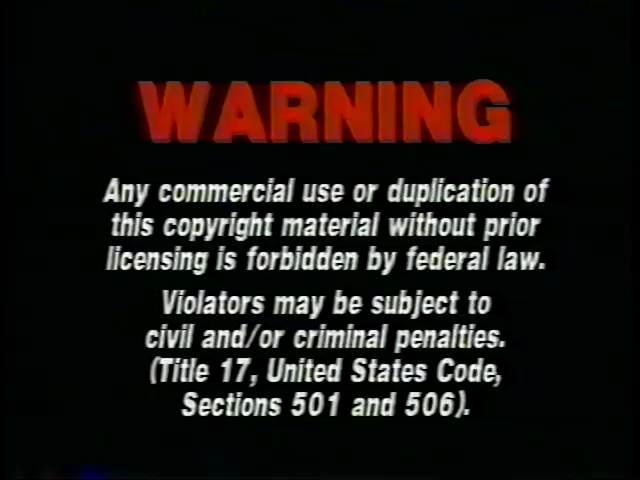 WARNING
Any commercial use or duplication of
this copyright material without prior
licensing is forbidden by federal law.
Violators may be subject to
civil and/or criminal penalties.
(Title 17, United States Code,
Sections 501 and 506).